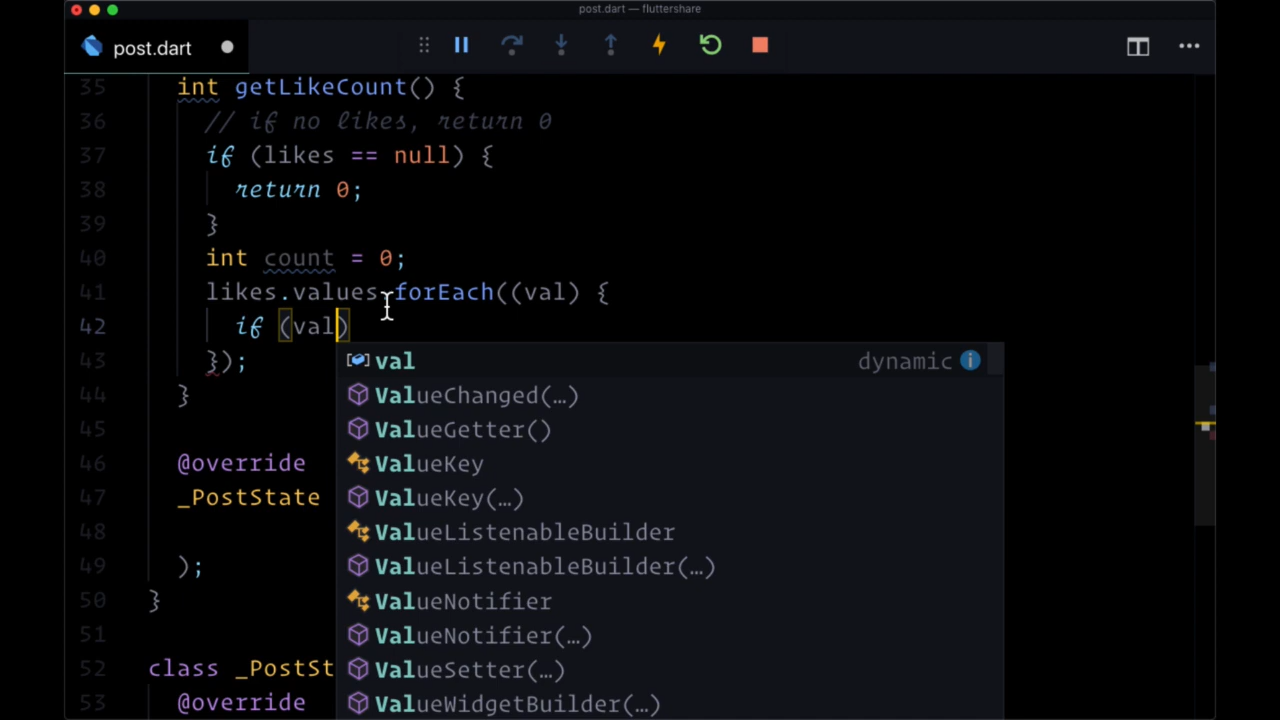 post.dart — fluttershare
post.dart
35 int getLikeCount() {
36 // if no likes, return 0
37 if (likes == null) {
38 return 0;
39 }
40 int count = 0;
41 likes.values.forEach((val) {
42 if (val)
43 });
44 }
45
46 @override
47 _PostState
48
49 );
50 }
51
52 class _PostSt
53 @override
val dynamic
ValueChanged(…)
ValueGetter()
ValueKey
ValueKey(…)
ValueListenableBuilder
ValueListenableBuilder(…)
ValueNotifier
ValueNotifier(…)
ValueSetter(…)
ValueWidgetBuilder(…)